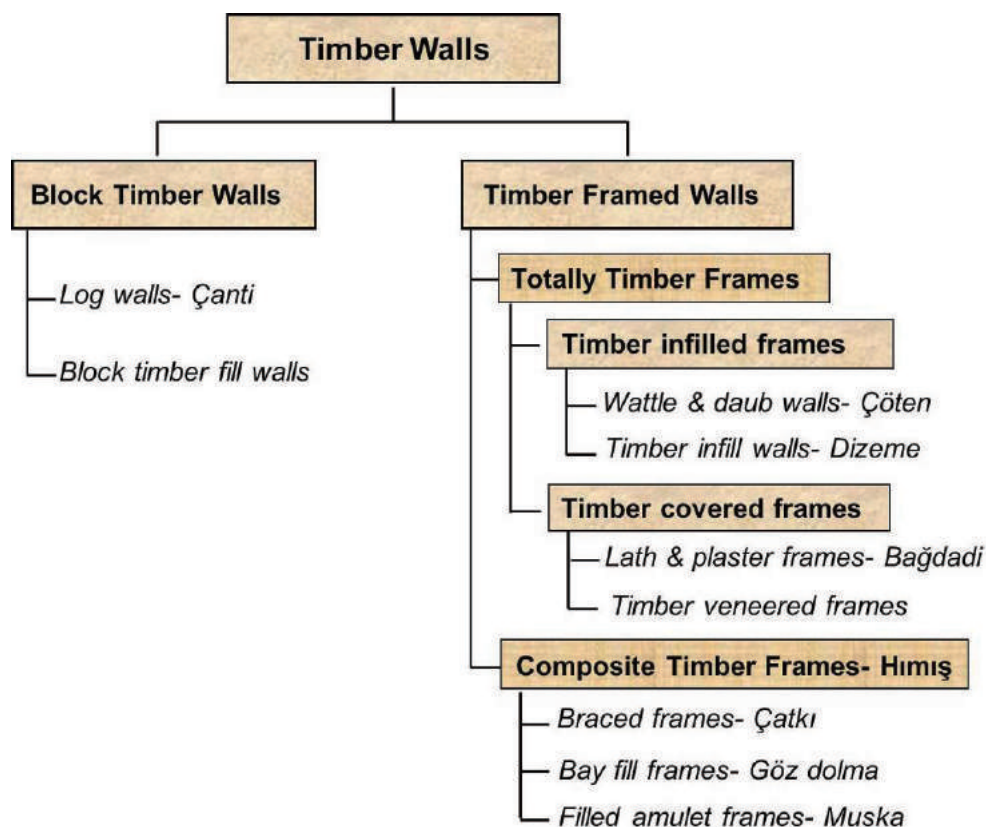 Timber Walls
Block Timber Walls
Log walls- Çanti
Block timber fill walls
Timber Framed Walls
Totally Timber Frames
Timber infilled frames
Wattle & daub walls- Çöten
Timber infill walls- Dizeme
Timber covered frames
Lath & plaster frames- Bağdadi
Timber veneered frames
Composite Timber Frames- Hımış
Braced frames- Çatkı
Bay fill frames- Göz dolma
Filled amulet frames- Muska